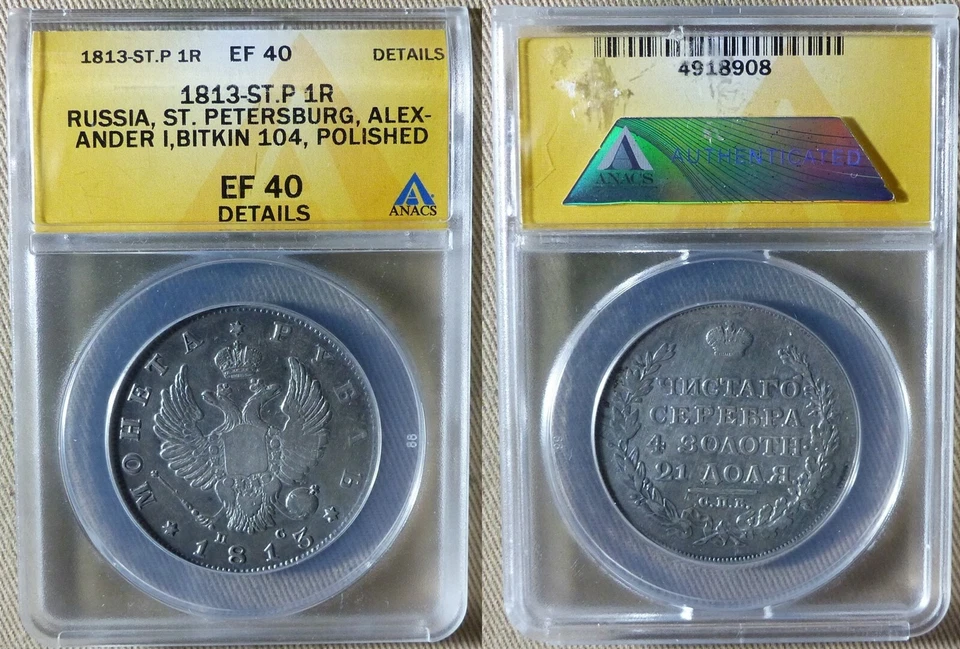 1813-ST.P 1R EF 40 DETAILS
1813-ST.P 1R
RUSSIA, ST. PETERSBURG, ALEX-
ANDER I,BITKIN 104, POLISHED
EF 40
DETAILS
ANACS
МОНЕТА РУБЛЬ
1813
П С
88
4918908
ANACS
AUTHENTICATED
ЧИСТАГО
СЕРЕБРА
4 ЗОЛОТН
21 ДОЛЯ
С.П.Б.